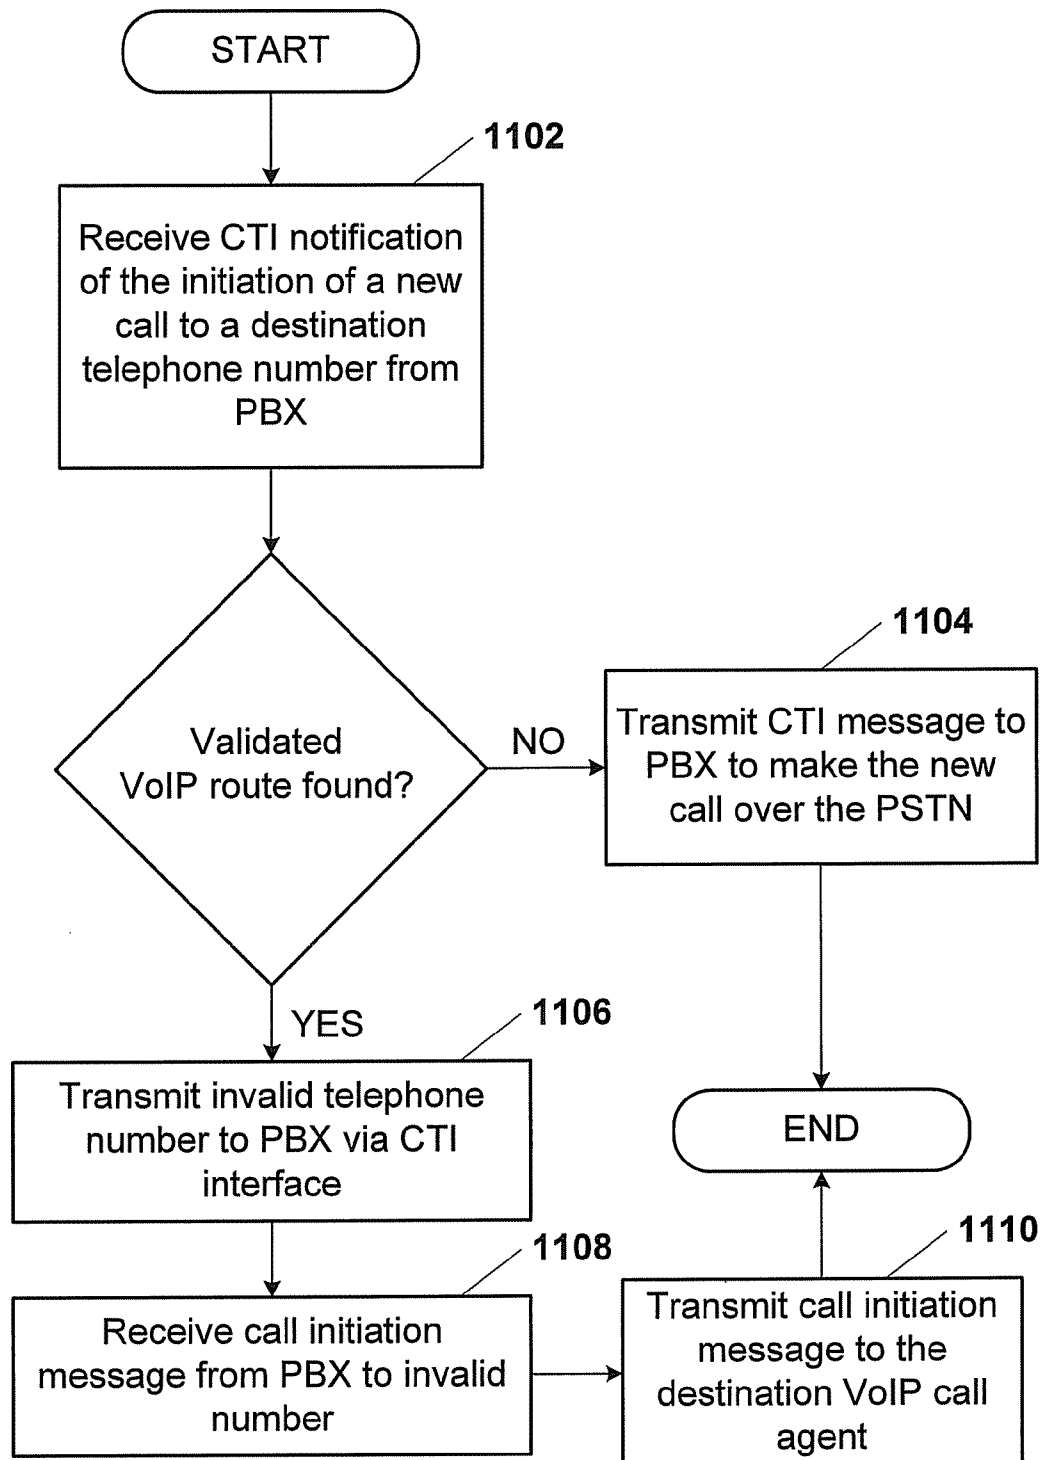 START
1102
Receive CTI notification
of the initiation of a new
call to a destination
telephone number from
PBX
Validated
VoIP route found?
NO
1104
Transmit CTI message to
PBX to make the new
call over the PSTN
YES
1106
Transmit invalid telephone
number to PBX via CTI
interface
END
1108
Receive call initiation
message from PBX to invalid
number
1110
Transmit call initiation
message to the
destination VoIP call
agent